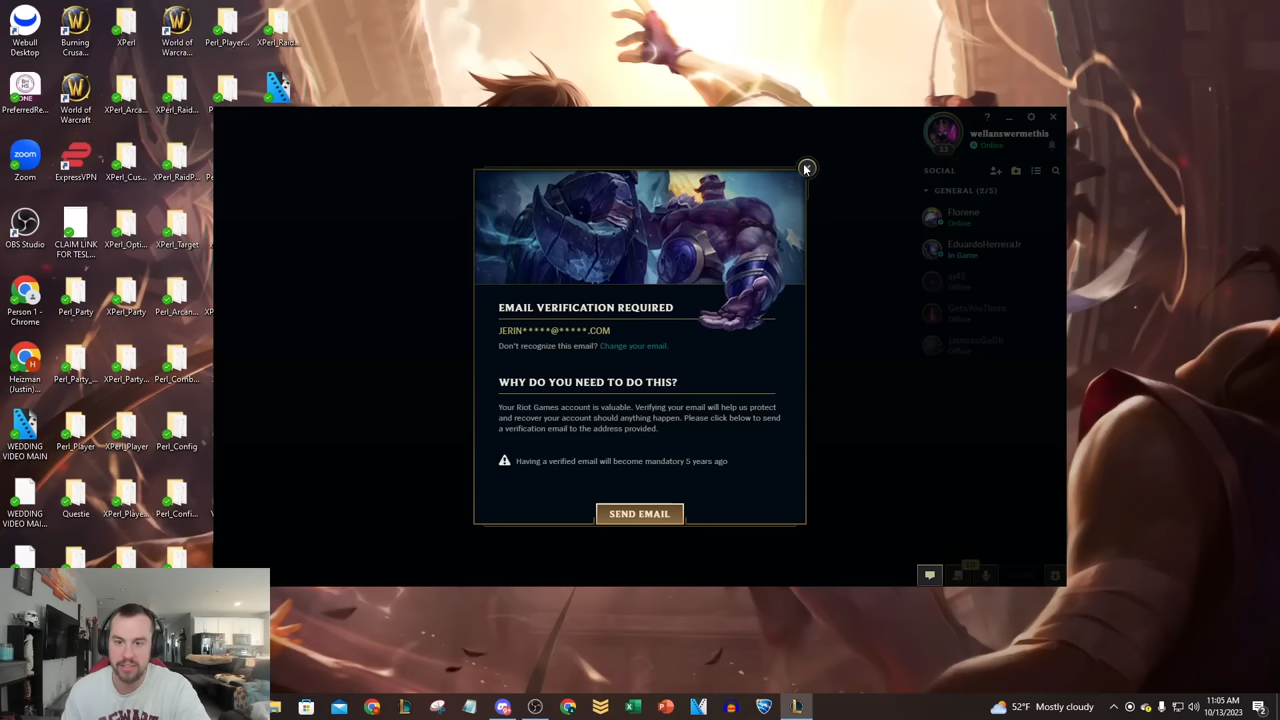 Webull Desktop
Burning Crusa...
XPerl
World of Warcra...
Perl_Player...
XPerl_Raid...
PreferredRe...
World of Warcraft
XPerl_Arca...
XPerl_Raid...
Zoom
ExpressVPN
XPerl_Cus...
OBS Studio
CLAIM LINK FOR TESL...
XPerl_Opti...
XPerl_Target
Person 1 - Chrome
Perl_Party
XPerl_Party
Perl_Arcan...
Heizman (Justin)...
Perl_Party_...
XPerl_Party...
Perl_Comb...
WEDDING VIDEO MAIN
Perl_Player
XPerl_Player
Perl_Config
WEDDING VIDEO MAI...
Questie
XPerl_Playe...
Perl_Confi...
wellanswermethis
Online
33
SOCIAL
GENERAL (2/5)
Florene
Online
EduardoHerreraJr
In Game
Offline
GetsYouThere
Offline
Offline
EMAIL VERIFICATION REQUIRED
JERIN*****@*****.COM
Don't recognize this email? Change your email.
WHY DO YOU NEED TO DO THIS?
Your Riot Games account is valuable. Verifying your email will help us protect
and recover your account should anything happen. Please click below to send
a verification email to the address provided.
Having a verified email will become mandatory 5 years ago
SEND EMAIL
52°F Mostly cloudy
11:05 AM
10/13/2023